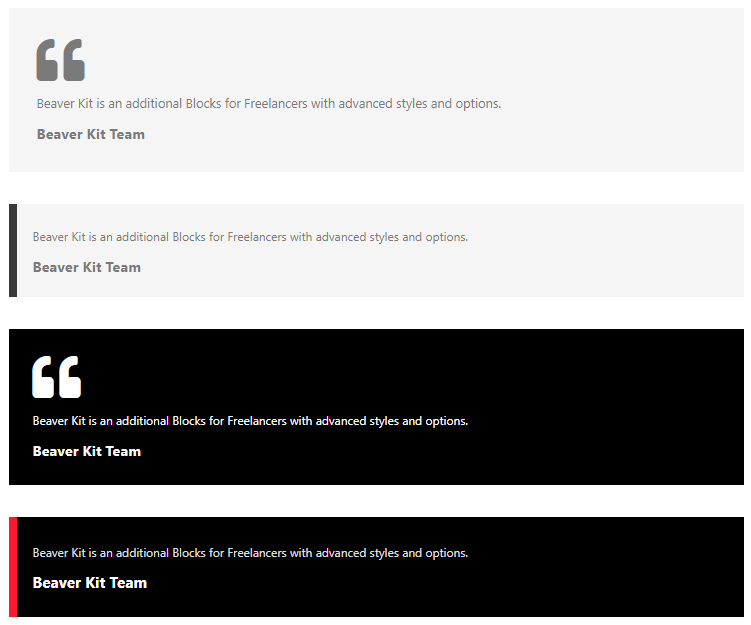 “
Beaver Kit is an additional Blocks for Freelancers with advanced styles and options.
Beaver Kit Team
Beaver Kit is an additional Blocks for Freelancers with advanced styles and options.
Beaver Kit Team
“
Beaver Kit is an additional Blocks for Freelancers with advanced styles and options.
Beaver Kit Team
Beaver Kit is an additional Blocks for Freelancers with advanced styles and options.
Beaver Kit Team